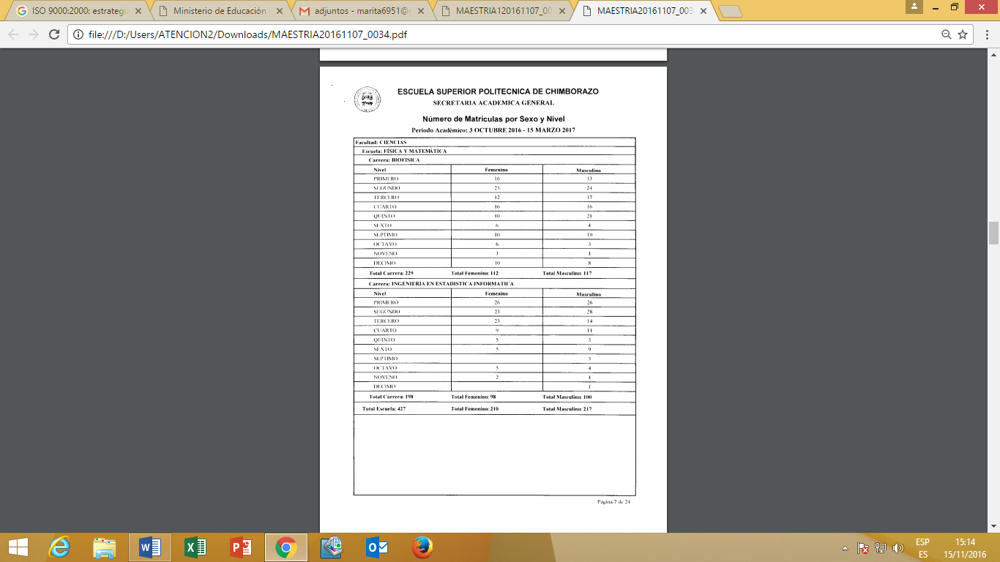 ISO 9000:2000: estrategi
Ministerio de Educación
adjuntos - marita6951@
MAESTRIA120161107_00
MAESTRIA20161107_003
file:///D:/Users/ATENCION2/Downloads/MAESTRIA20161107_0034.pdf
ESCUELA SUPERIOR POLITECNICA DE CHIMBORAZO
SECRETARIA ACADEMICA GENERAL
Número de Matrículas por Sexo y Nivel
Periodo Académico: 3 OCTUBRE 2016 - 15 MARZO 2017
Facultad: CIENCIAS
Escuela: FÍSICA Y MATEMÁTICA
Carrera: BIOFISICA
Nivel Femenino Masculino
PRIMERO 16 13
SEGUNDO 23 24
TERCERO 12 17
CUARTO 16 16
QUINTO 10 21
SEXTO 6 4
SEPTIMO 10 10
OCTAVO 6 3
NOVENO 3 1
DECIMO 10 8
Total Carrera: 229 Total Femenino: 112 Total Masculino: 117
Carrera: INGENIERIA EN ESTADISTICA INFORMATICA
Nivel Femenino Masculino
PRIMERO 26 26
SEGUNDO 23 28
TERCERO 23 14
CUARTO 9 11
QUINTO 5 3
SEXTO 5 9
SEPTIMO 3
OCTAVO 5 4
NOVENO 2 1
DECIMO 1
Total Carrera: 198 Total Femenino: 98 Total Masculino: 100
Total Escuela: 427 Total Femenino: 210 Total Masculino: 217
Página 7 de 21
ESP 15:14
ES 15/11/2016